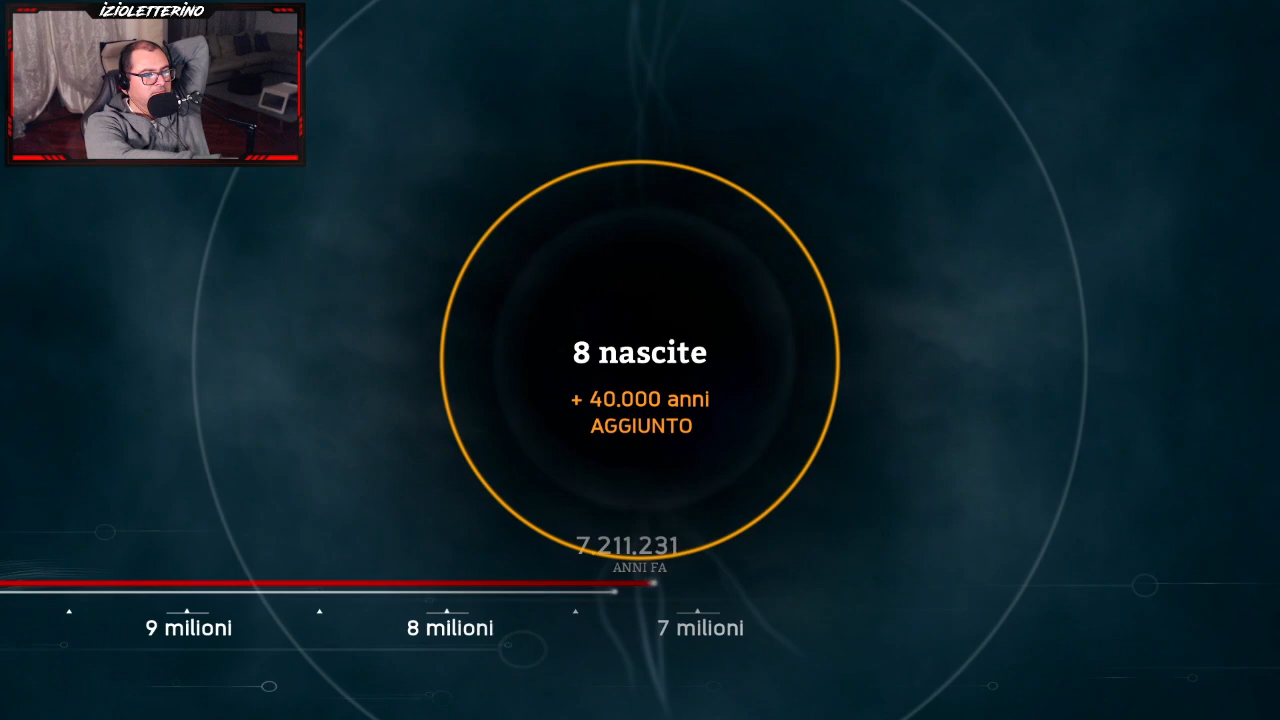 IZIOLETTERINO
8 nascite
+ 40.000 anni
AGGIUNTO
7.211.231
ANNI FA
9 milioni
8 milioni
7 milioni